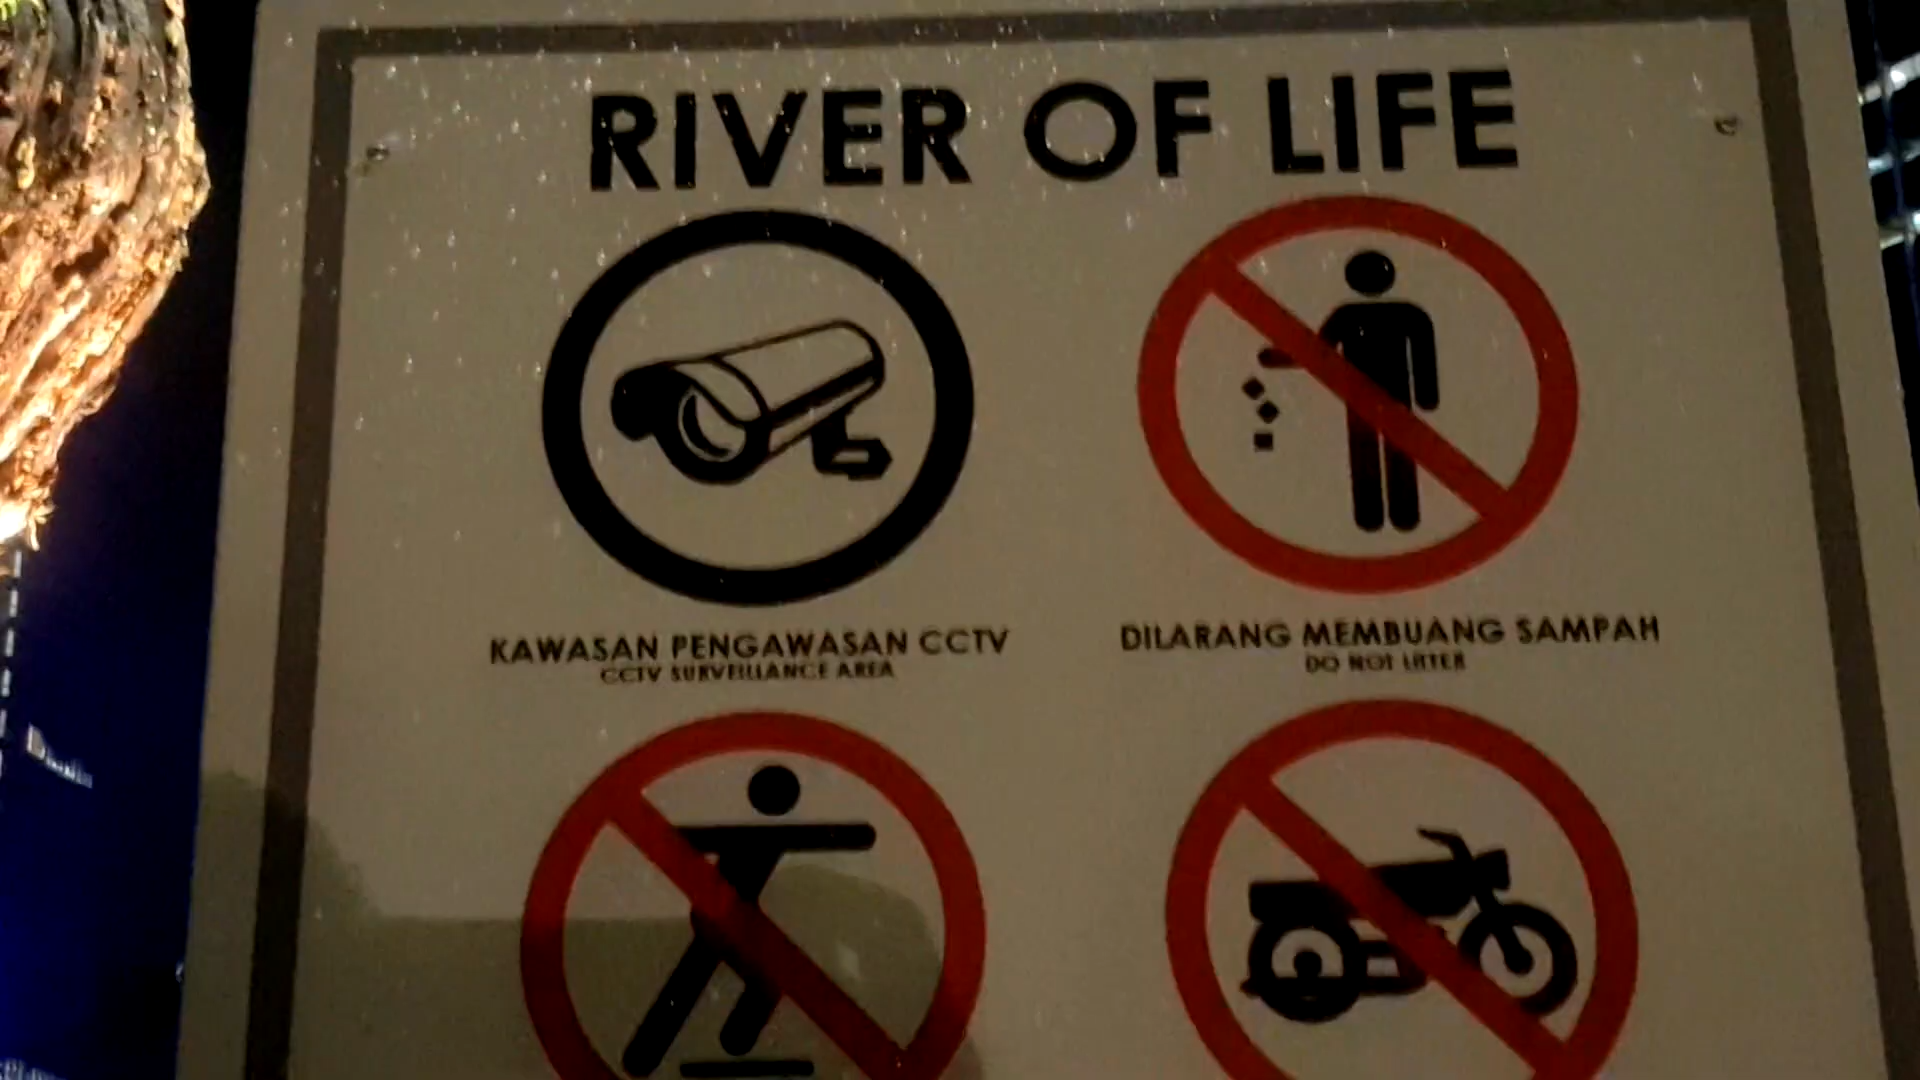 RIVER OF LIFE
KAWASAN PENGAWASAN CCTV
CCTV SURVEILLANCE AREA
DILARANG MEMBUANG SAMPAH
DO NOT LITTER